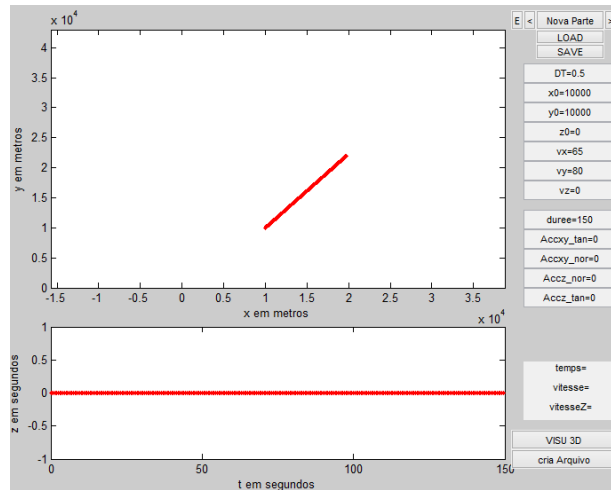 x 10^4
4
3.5
3
2.5
2
1.5
1
0.5
0
y em metros
-1.5 -1 -0.5 0 0.5 1 1.5 2 2.5 3 3.5
x em metros
x 10^4
1
0.5
0
-0.5
-1
z em segundos
0 50 100 150
t em segundos
E < Nova Parte >
LOAD
SAVE
DT=0.5
x0=10000
y0=10000
z0=0
vx=65
vy=80
vz=0
duree=150
Accxy_tan=0
Accxy_nor=0
Accz_nor=0
Accz_tan=0
temps=
vitesse=
vitesseZ=
VISU 3D
cria Arquivo